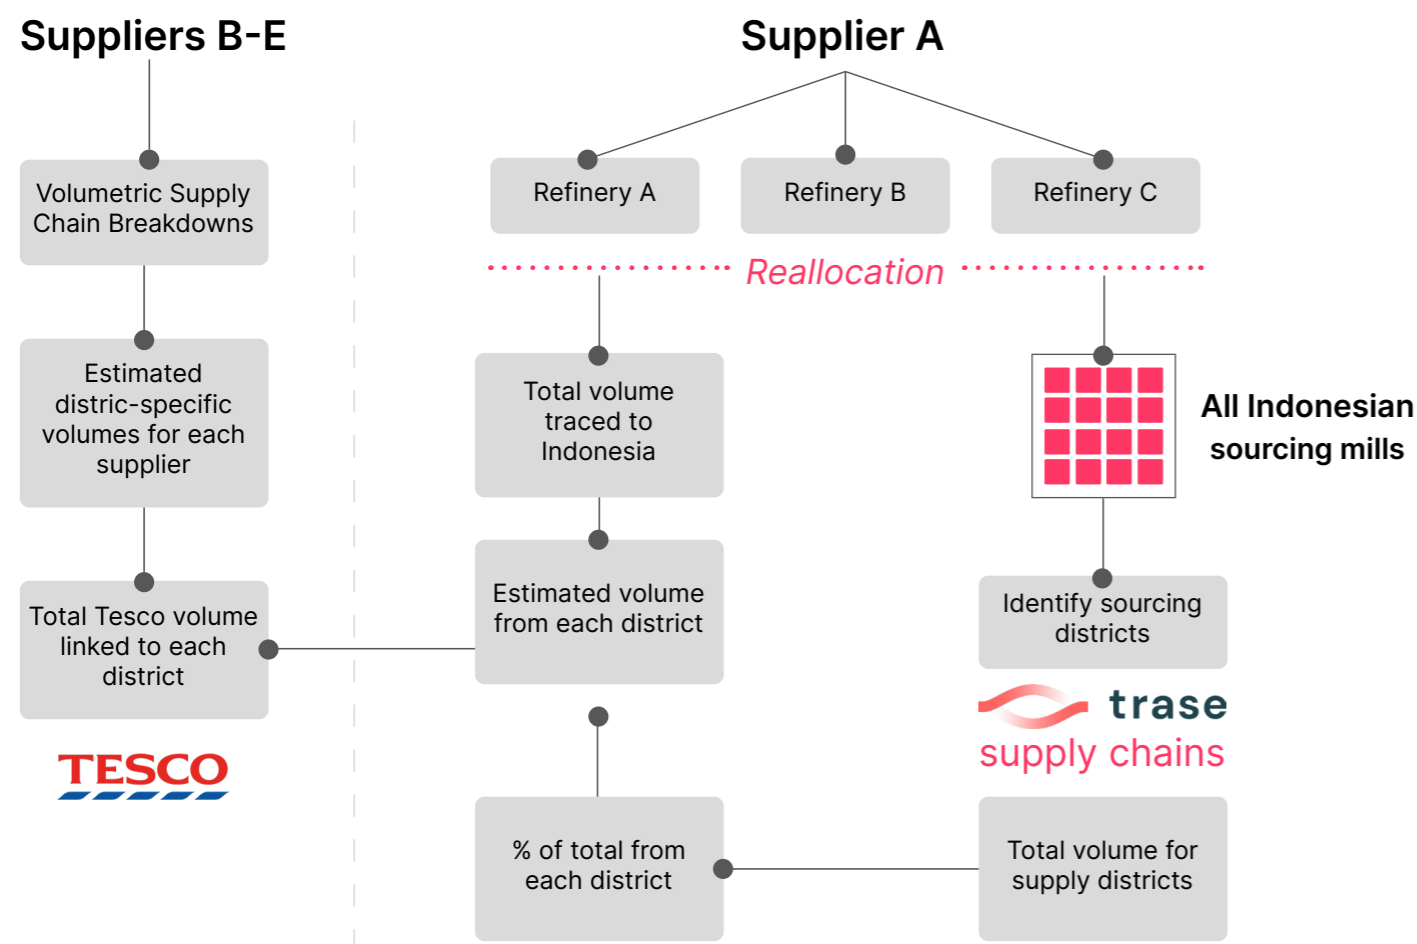 Suppliers B-E
Volumetric Supply
Chain Breakdowns
Estimated
distric-specific
volumes for each
supplier
Total Tesco volume
linked to each
district
TESCO
Supplier A
Refinery A
Refinery B
Refinery C
Reallocation
Total volume
traced to
Indonesia
Estimated volume
from each district
% of total from
each district
All Indonesian
sourcing mills
Identify sourcing
districts
trase
supply chains
Total volume for
supply districts